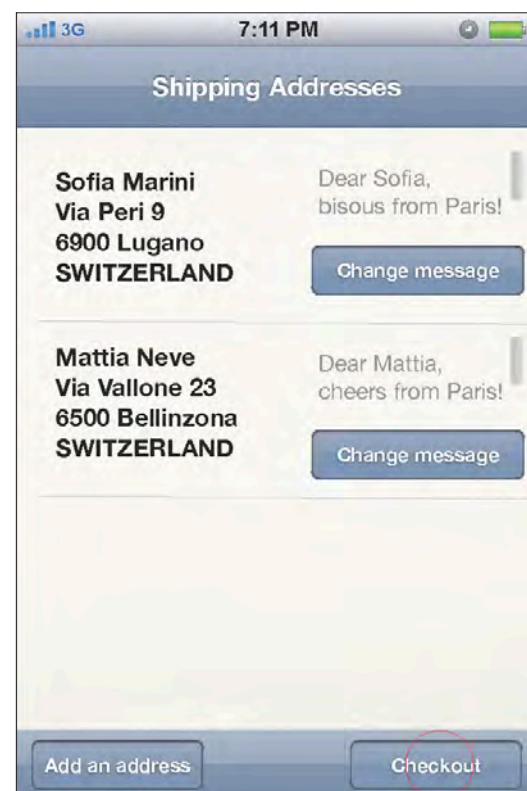 3G 7:11 PM
Shipping Addresses
Sofia Marini
Via Peri 9
6900 Lugano
SWITZERLAND
Dear Sofia,
bisous from Paris!
Change message
Mattia Neve
Via Vallone 23
6500 Bellinzona
SWITZERLAND
Dear Mattia,
cheers from Paris!
Change message
Add an address
Checkout